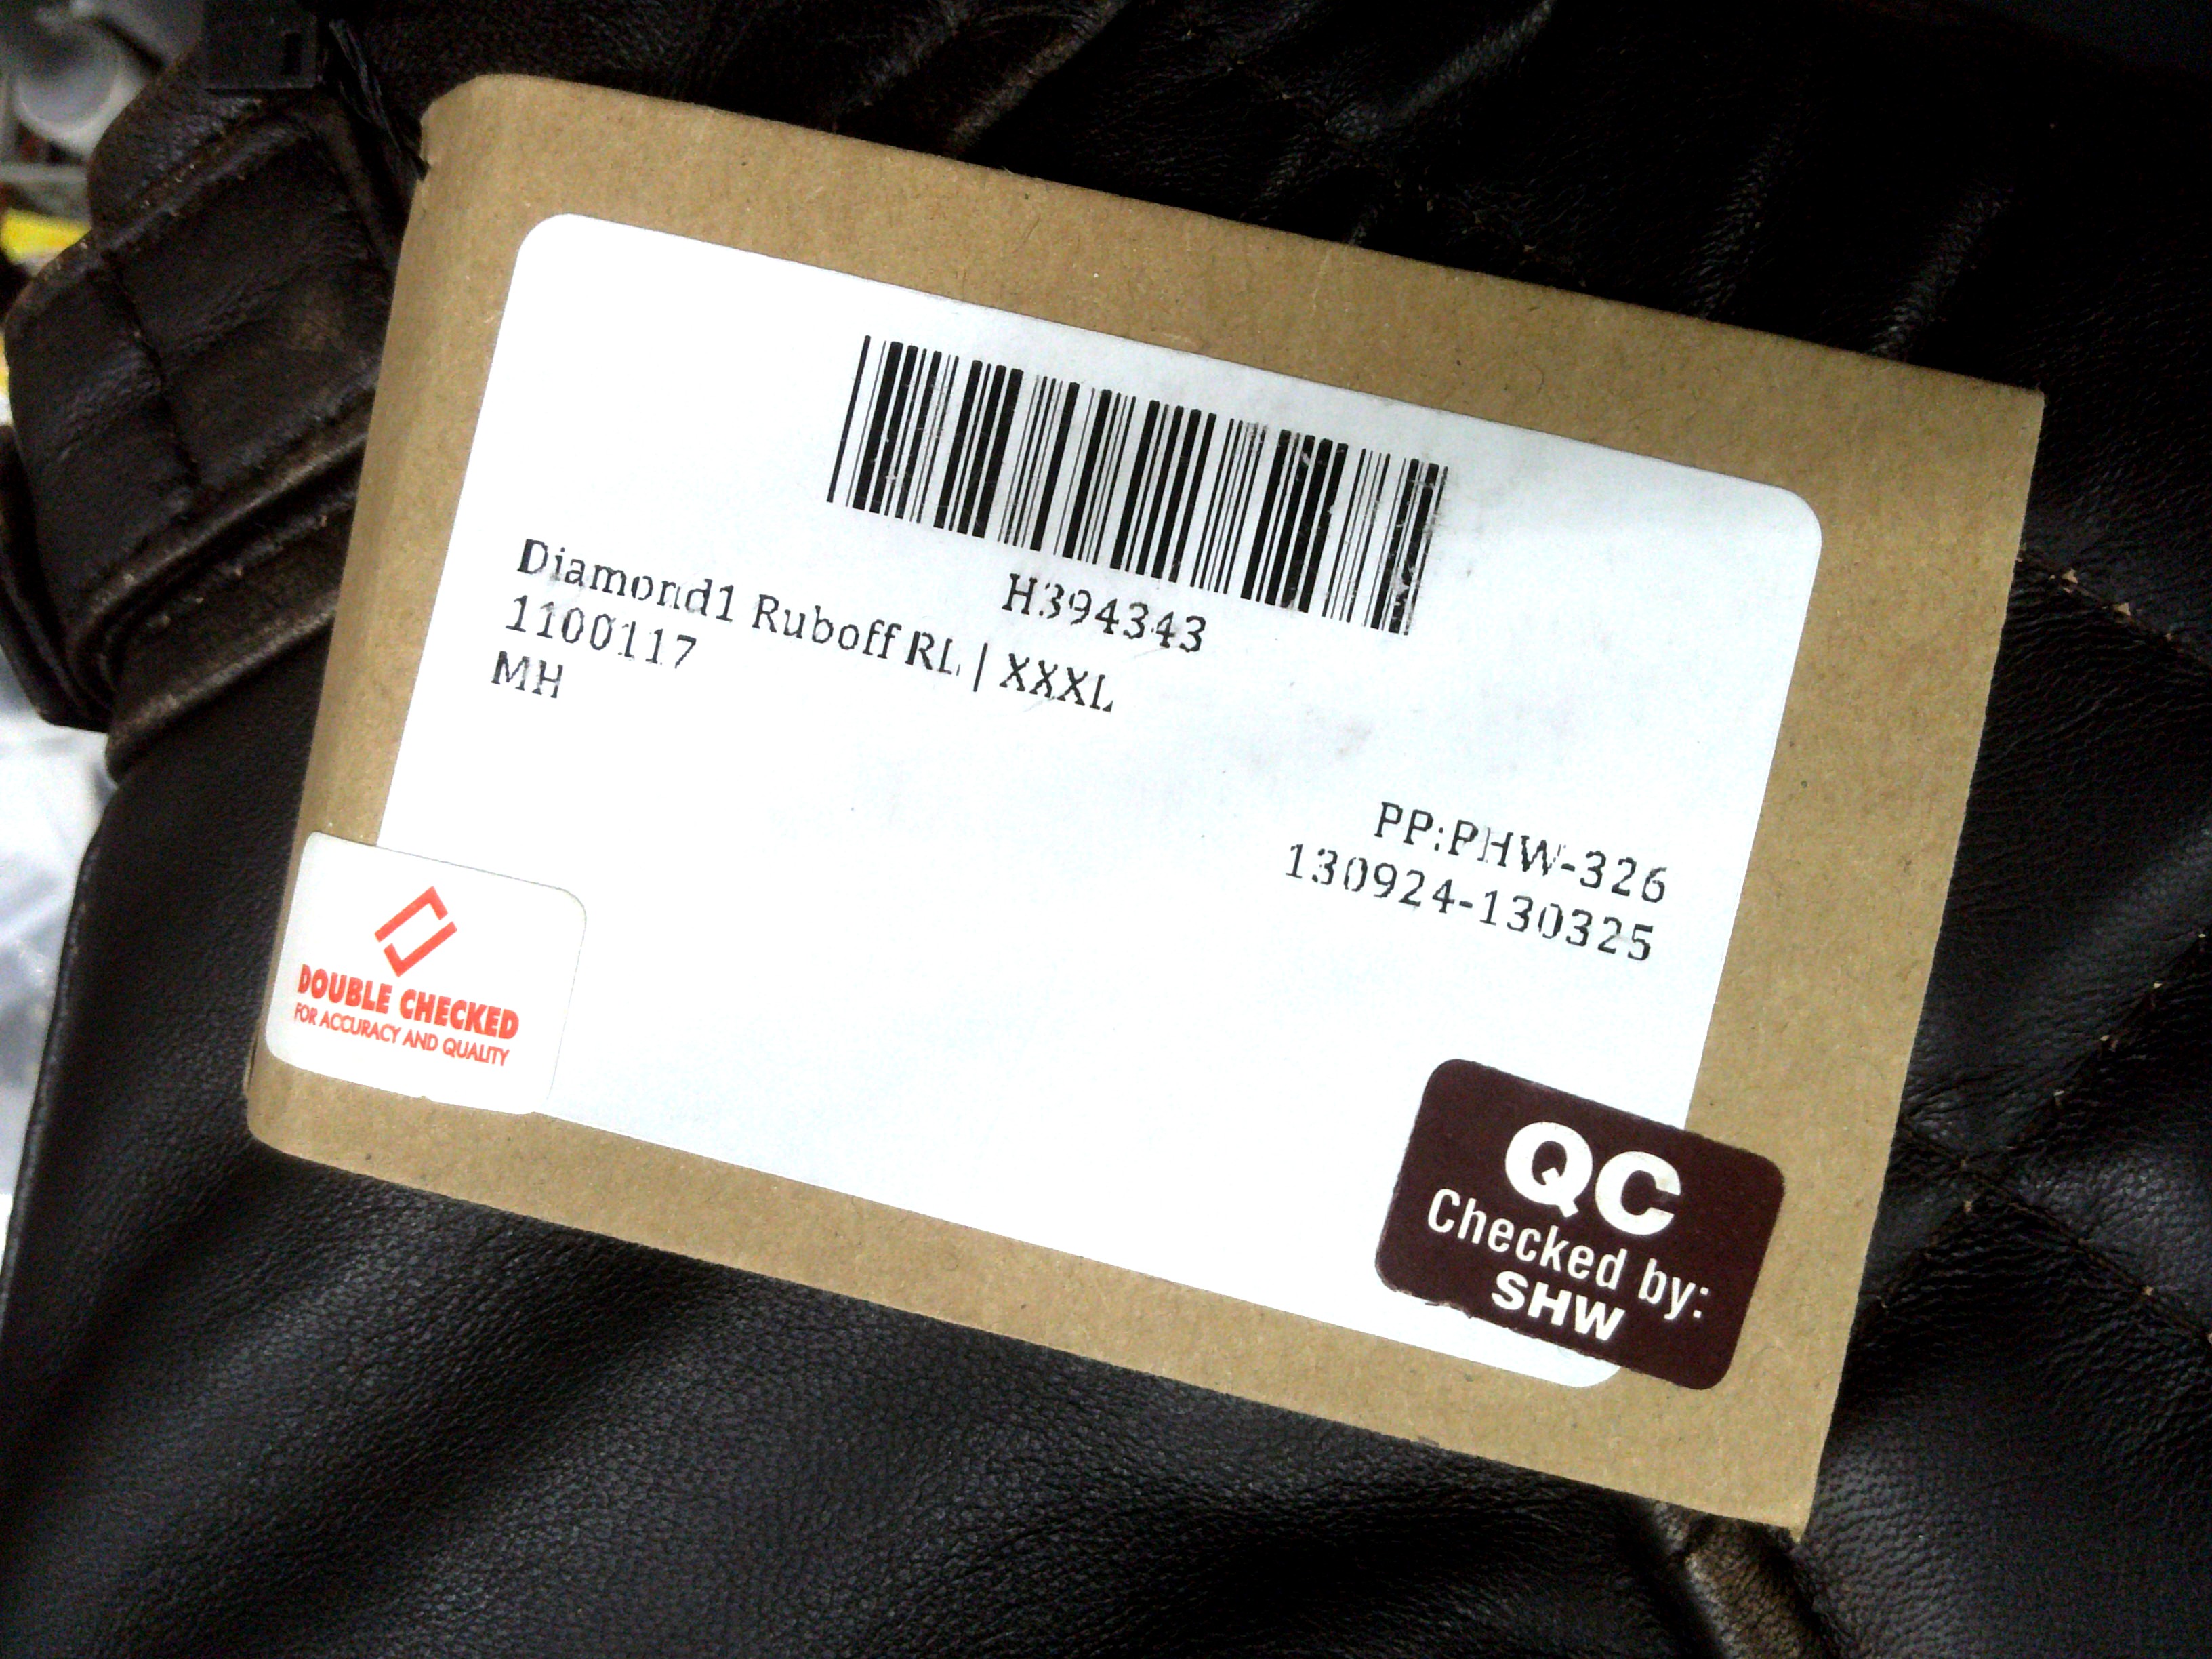 H394343
Diamond1 Ruboff RL | XXXL
1100117
MH
PP:PHW-326
130924-130325
DOUBLE CHECKED
FOR ACCURACY AND QUALITY
QC
Checked by:
SHW